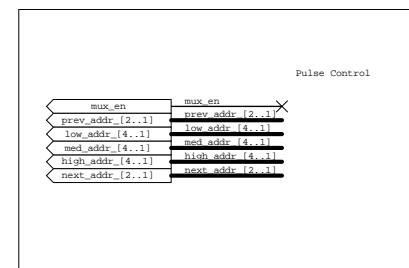 Pulse Control
mux_en mux_en
prev_addr_[2..1] prev_addr_[2..1]
low_addr_[4..1] low_addr_[4..1]
med_addr_[4..1] med_addr_[4..1]
high_addr_[4..1] high_addr_[4..1]
next_addr_[2..1] next_addr_[2..1]